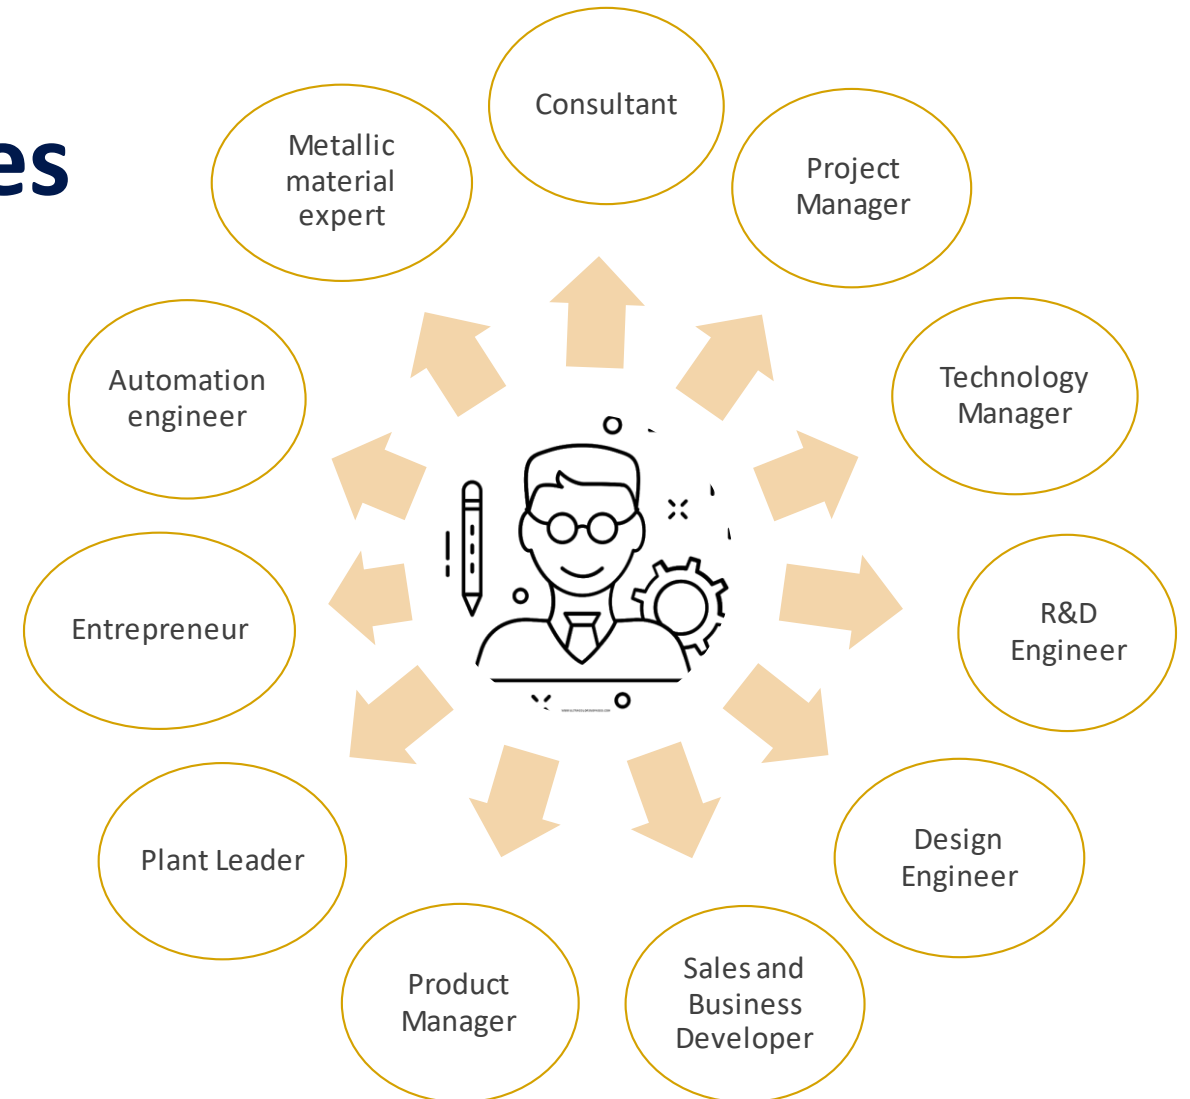 es
Consultant
Project
Manager
Technology
Manager
R&D
Engineer
Design
Engineer
Sales and
Business
Developer
Product
Manager
Plant Leader
Entrepreneur
Automation
engineer
Metallic
material
expert